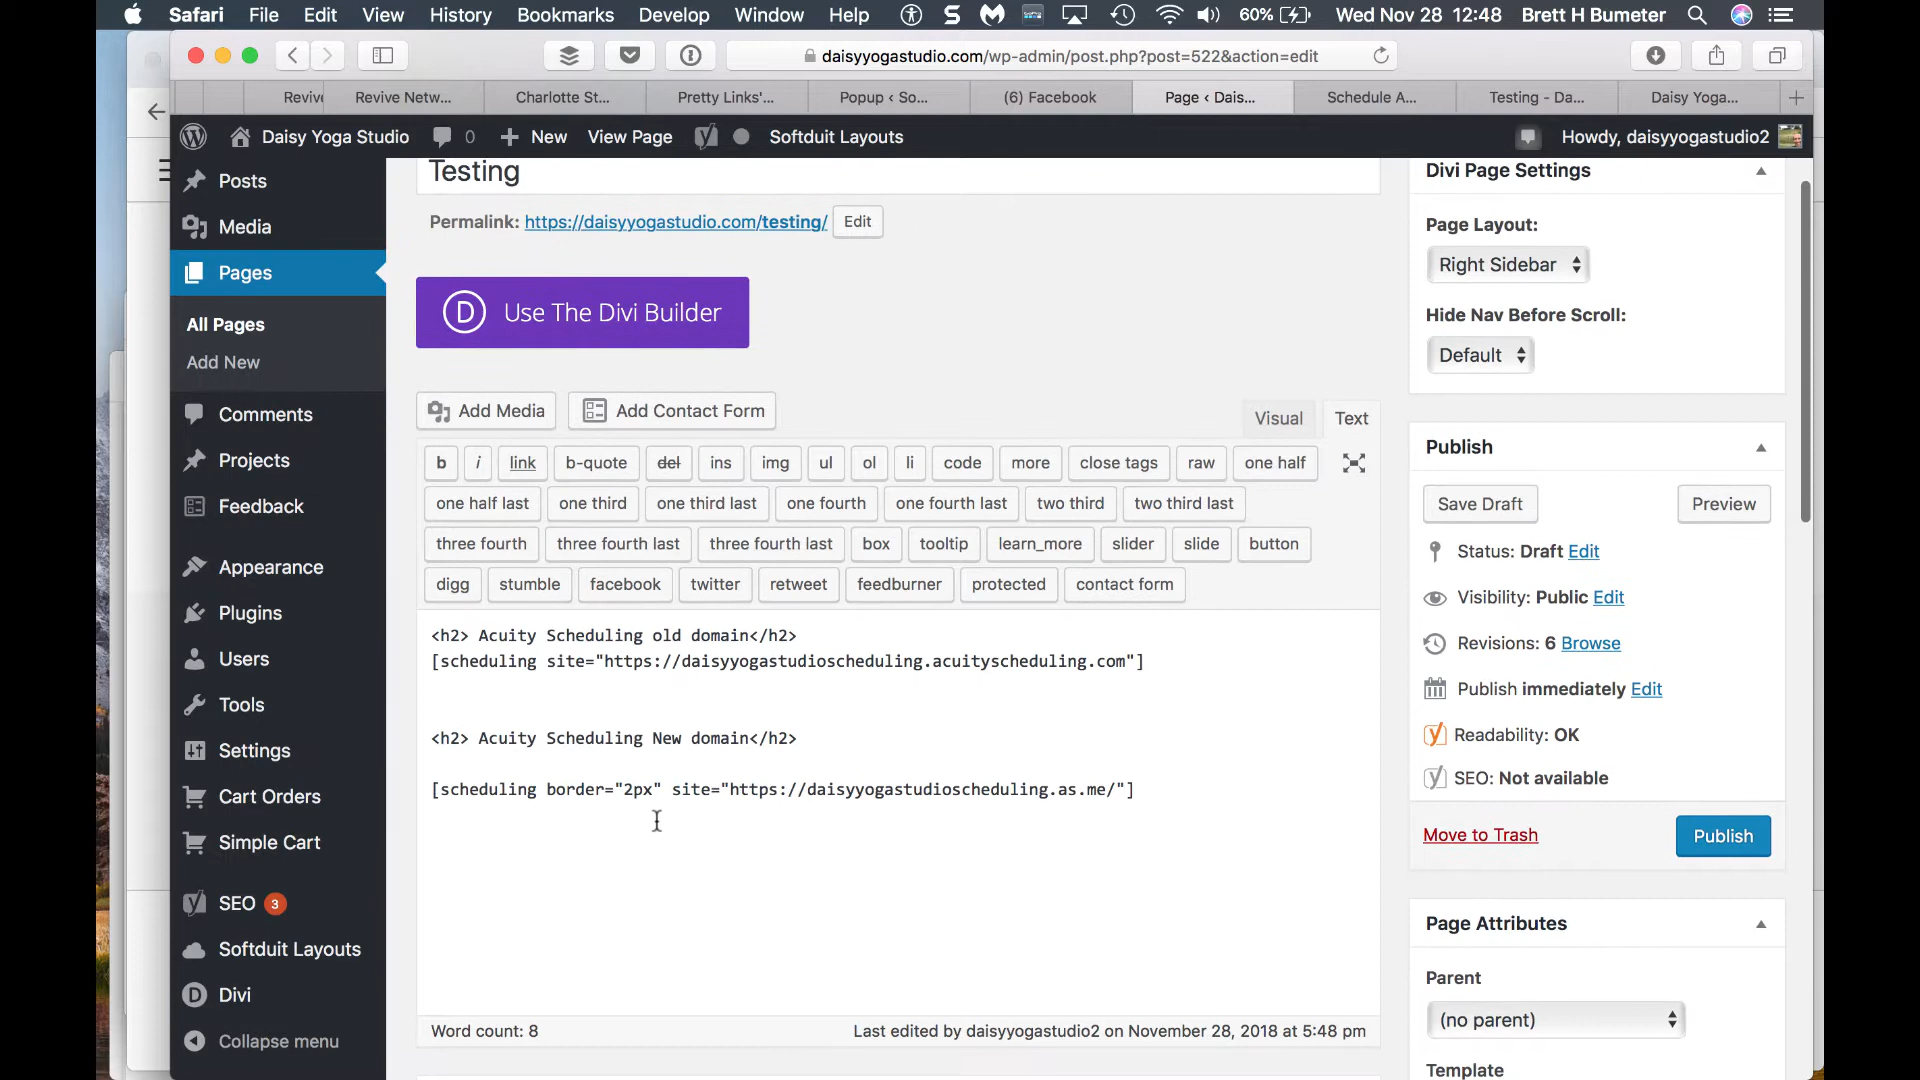 Safari File Edit View History Bookmarks Develop Window Help 60% Wed Nov 28 12:48 Brett H Bumeter
daisyyogastudio.com/wp-admin/post.php?post=522&action=edit
Revive Netw... Charlotte St... Pretty Links'... Popup ‹ So... (6) Facebook Page ‹ Dais... Schedule A... Testing - Da... Daisy Yoga...
Daisy Yoga Studio 0 New View Page Softduit Layouts Howdy, daisyyogastudio2
Posts
Media
Pages
All Pages
Add New
Comments
Projects
Feedback
Appearance
Plugins
Users
Tools
Settings
Cart Orders
Simple Cart
SEO 3
Softduit Layouts
Divi
Collapse menu
Testing
Permalink: https://daisyyogastudio.com/testing/ Edit
D Use The Divi Builder
Add Media Add Contact Form Visual Text
b i link b-quote del ins img ul ol li code more close tags raw one half
one half last one third one third last one fourth one fourth last two third two third last
three fourth three fourth last three fourth last box tooltip learn_more slider slide button
digg stumble facebook twitter retweet feedburner protected contact form
<h2> Acuity Scheduling old domain</h2>
[scheduling site="https://daisyyogastudioscheduling.acuityscheduling.com"]
<h2> Acuity Scheduling New domain</h2>
[scheduling border="2px" site="https://daisyyogastudioscheduling.as.me/"]
Word count: 8 Last edited by daisyyogastudio2 on November 28, 2018 at 5:48 pm
Divi Page Settings
Page Layout:
Right Sidebar
Hide Nav Before Scroll:
Default
Publish
Save Draft Preview
Status: Draft Edit
Visibility: Public Edit
Revisions: 6 Browse
Publish immediately Edit
Readability: OK
SEO: Not available
Move to Trash Publish
Page Attributes
Parent
(no parent)
Template